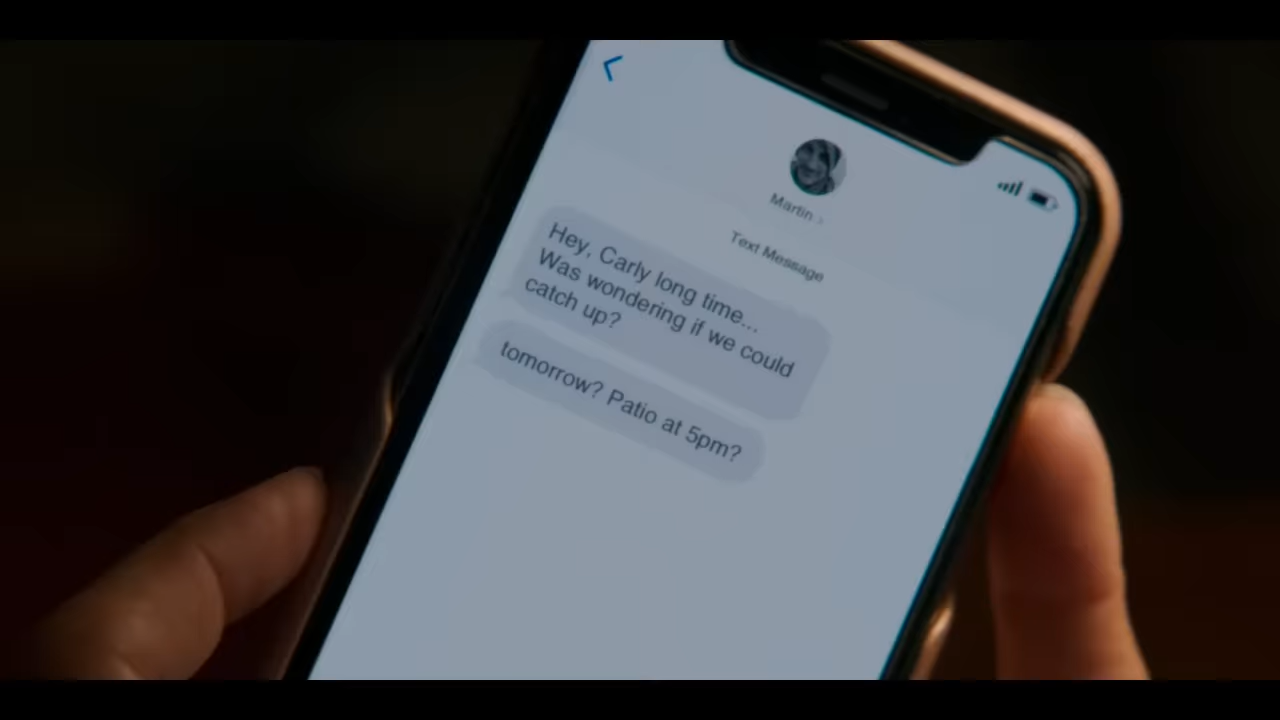 Martin
Text Message
Hey, Carly long time...
Was wondering if we could
catch up?
tomorrow? Patio at 5pm?